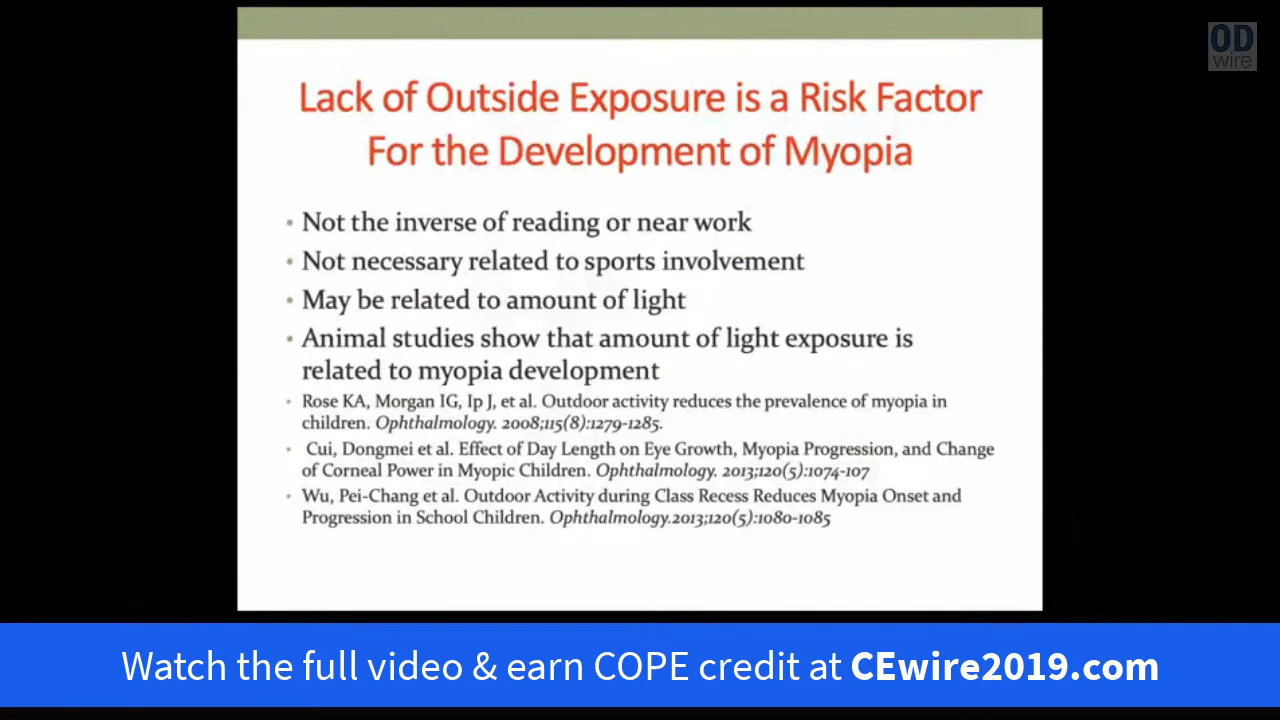 OD
wire
Lack of Outside Exposure is a Risk Factor
For the Development of Myopia
• Not the inverse of reading or near work
• Not necessary related to sports involvement
• May be related to amount of light
• Animal studies show that amount of light exposure is
related to myopia development
• Rose KA, Morgan IG, Ip J, et al. Outdoor activity reduces the prevalence of myopia in
children. Ophthalmology. 2008;115(8):1279-1285.
• Cui, Dongmei et al. Effect of Day Length on Eye Growth, Myopia Progression, and Change
of Corneal Power in Myopic Children. Ophthalmology. 2013;120(5):1074-107
• Wu, Pei-Chang et al. Outdoor Activity during Class Recess Reduces Myopia Onset and
Progression in School Children. Ophthalmology.2013;120(5):1080-1085
Watch the full video & earn COPE credit at CEwire2019.com